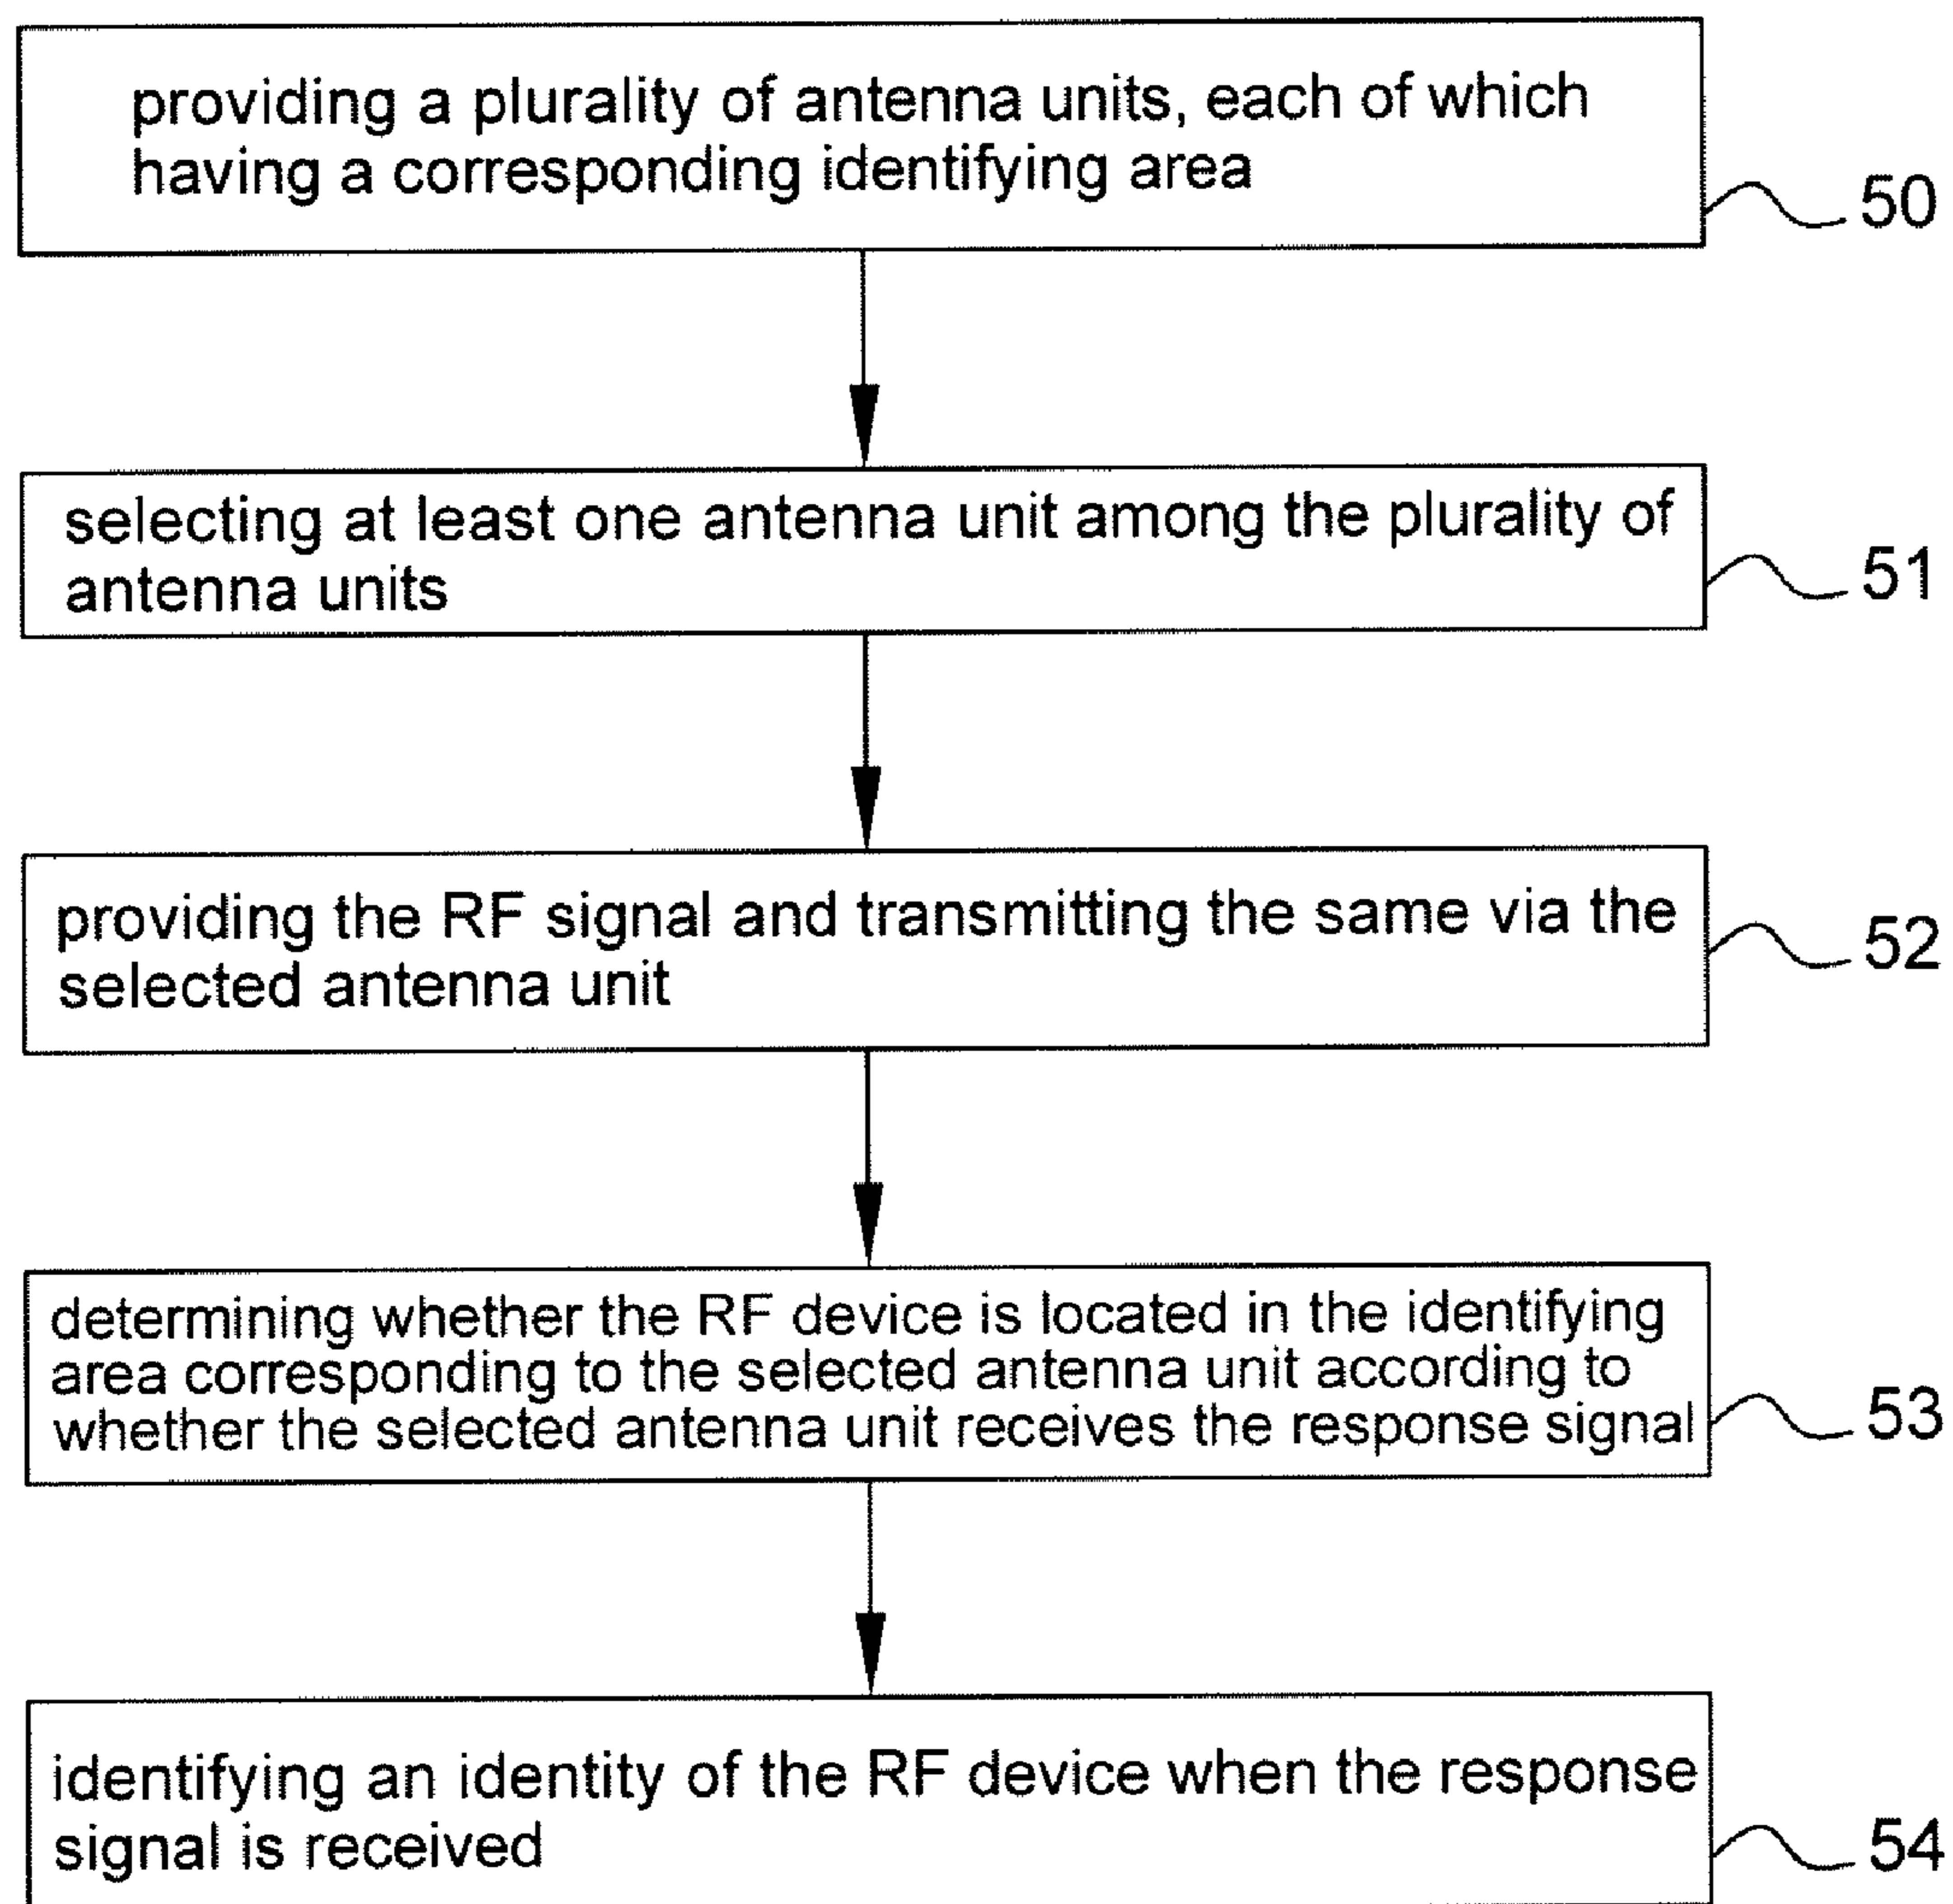 providing a plurality of antenna units, each of which
having a corresponding identifying area
50
selecting at least one antenna unit among the plurality of
antenna units
51
providing the RF signal and transmitting the same via the
selected antenna unit
52
determining whether the RF device is located in the identifying
area corresponding to the selected antenna unit according to
whether the selected antenna unit receives the response signal
53
identifying an identity of the RF device when the response
signal is received
54